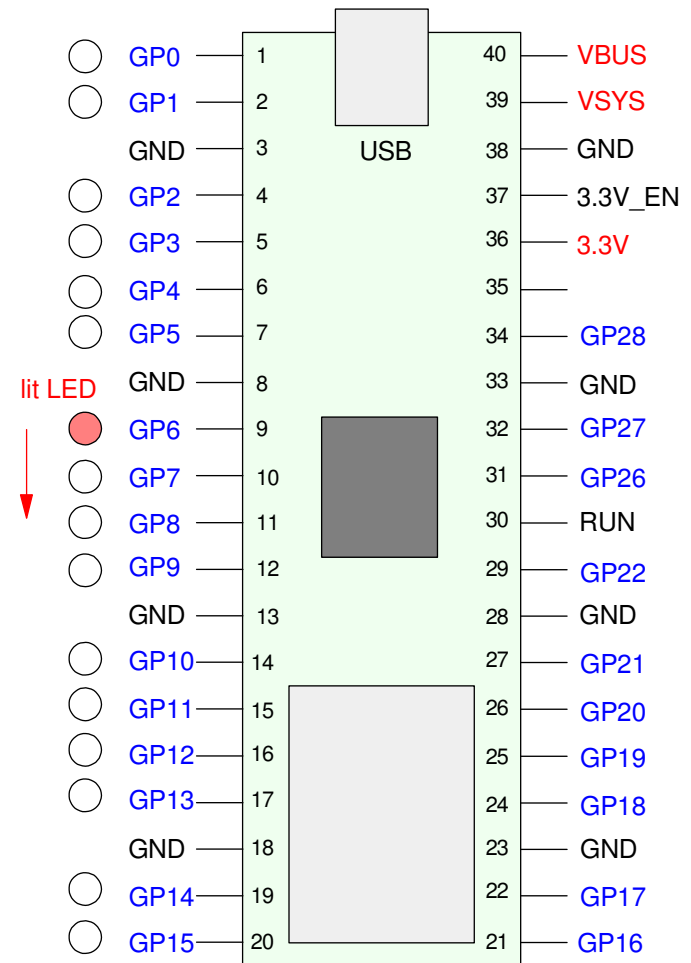 GP0 1 40 VBUS
GP1 2 39 VSYS
GND 3 USB 38 GND
GP2 4 37 3.3V_EN
GP3 5 36 3.3V
GP4 6 35
GP5 7 34 GP28
lit LED GND 8 33 GND
GP6 9 32 GP27
GP7 10 31 GP26
GP8 11 30 RUN
GP9 12 29 GP22
GND 13 28 GND
GP10 14 27 GP21
GP11 15 26 GP20
GP12 16 25 GP19
GP13 17 24 GP18
GND 18 23 GND
GP14 19 22 GP17
GP15 20 21 GP16